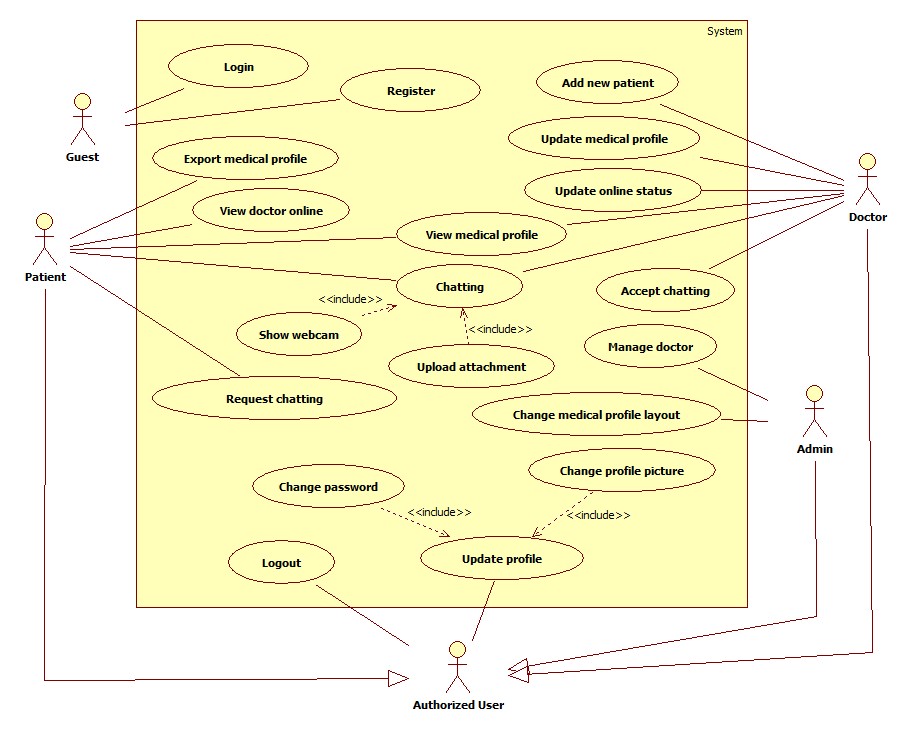 System
Login
Register
Add new patient
Guest
Export medical profile
Update medical profile
View doctor online
Update online status
Doctor
Patient
View medical profile
Chatting
Accept chatting
<<include>>
Show webcam
<<include>>
Manage doctor
Upload attachment
Request chatting
Change medical profile layout
Admin
Change password
Change profile picture
<<include>>
<<include>>
Logout
Update profile
Authorized User